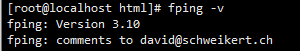 [root@localhost html]# fping -v
fping: Version 3.10
fping: comments to david@schweikert.ch